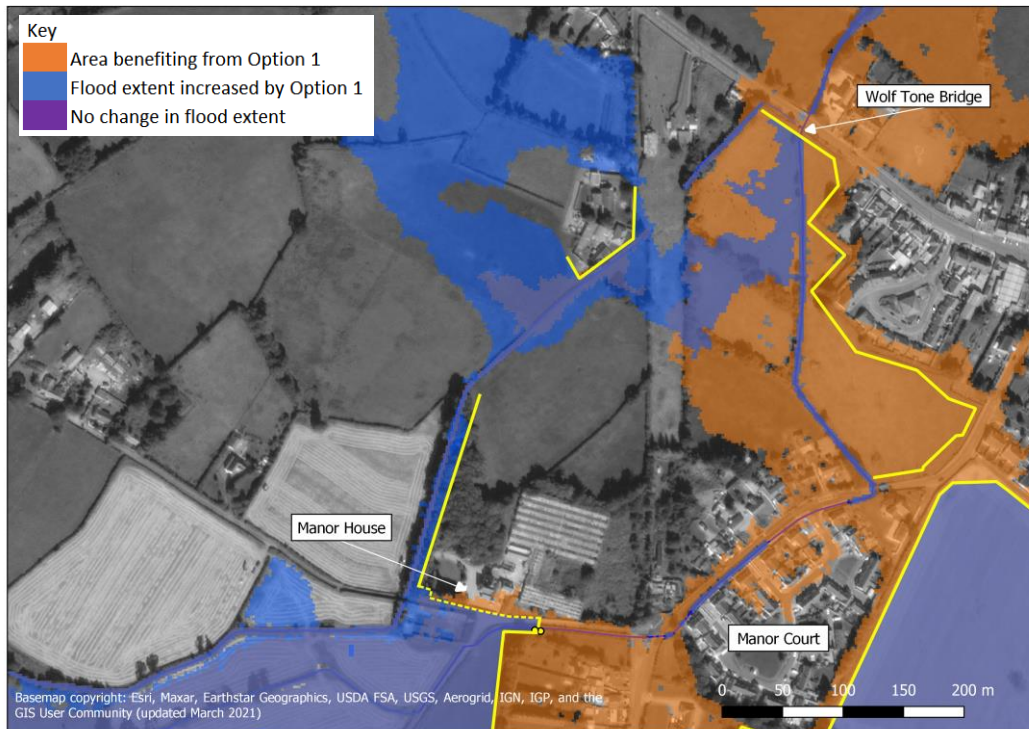 Key
Area benefiting from Option 1
Flood extent increased by Option 1
No change in flood extent
Wolf Tone Bridge
Manor House
Manor Court
0 50 100 150 200 m
Basemap copyright: Esri, Maxar, Earthstar Geographics, USDA FSA, USGS, Aerogrid, IGN, IGP, and the
GIS User Community (updated March 2021)